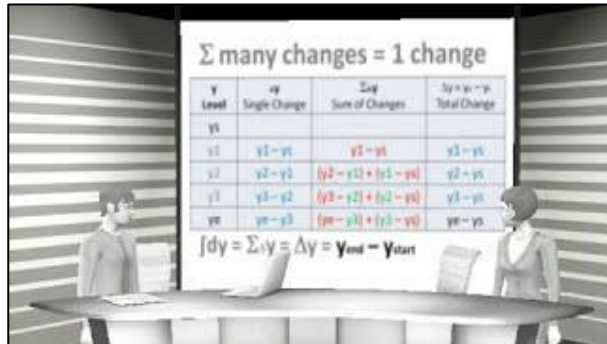 Σ many changes = 1 change
y Level | Single Change | Sum of Changes | Δy = Total Change
ys
y1 | y1 – ys | y1 – ys | y1 – ys
y2 | y2 – y1 | (y2 – y1) + (y1 – ys) | y2 – ys
y3 | y3 – y2 | (y3 – y2) + (y2 – ys) | y3 – ys
ye | ye – y3 | (ye – y3) + (y3 – ys) | ye – ys
∫dy = Σ y = Δy = yend – ystart